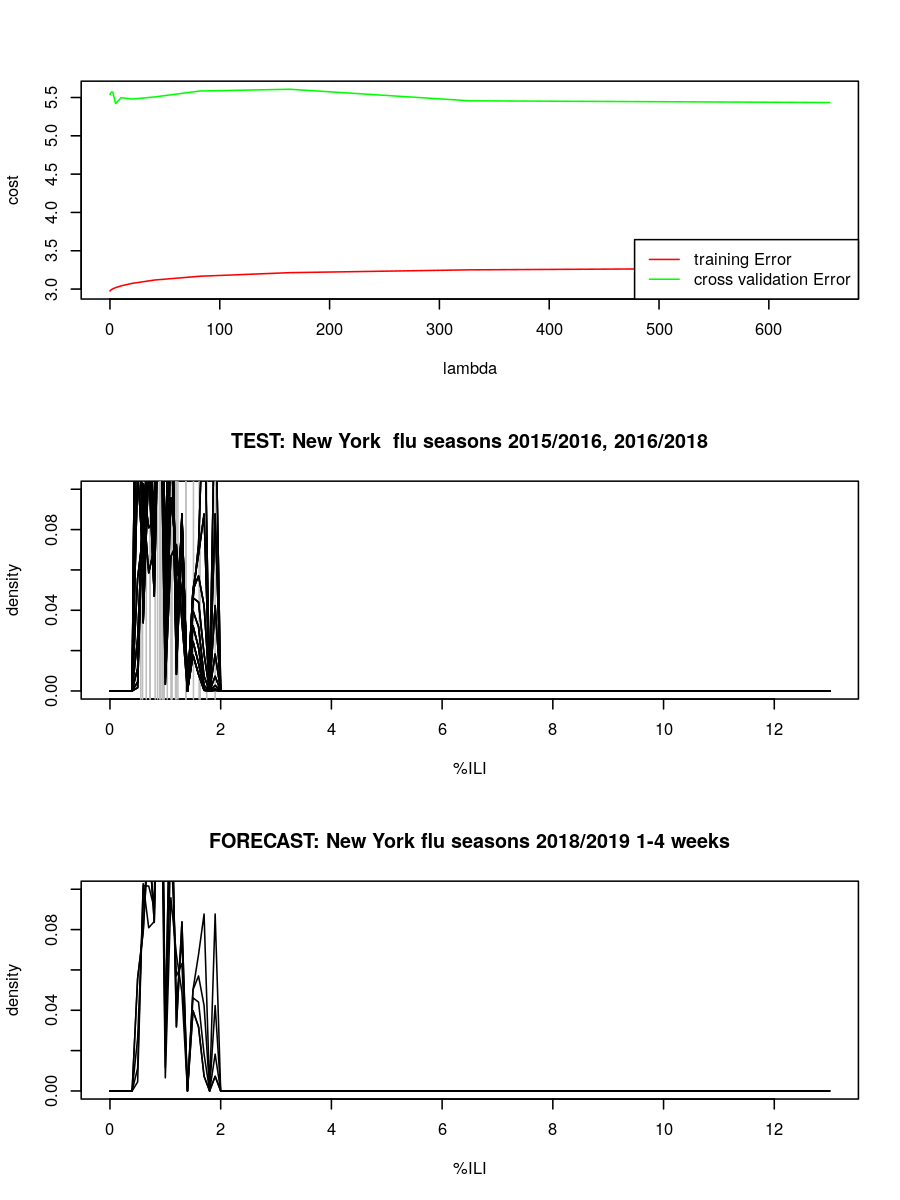 cost
3.0 3.5 4.0 4.5 5.0 5.5
training Error
cross validation Error
0 100 200 300 400 500 600
lambda
TEST: New York  flu seasons 2015/2016, 2016/2018
density
0.00 0.04 0.08
0 2 4 6 8 10 12
%ILI
FORECAST: New York flu seasons 2018/2019 1-4 weeks
density
0.00 0.04 0.08
0 2 4 6 8 10 12
%ILI